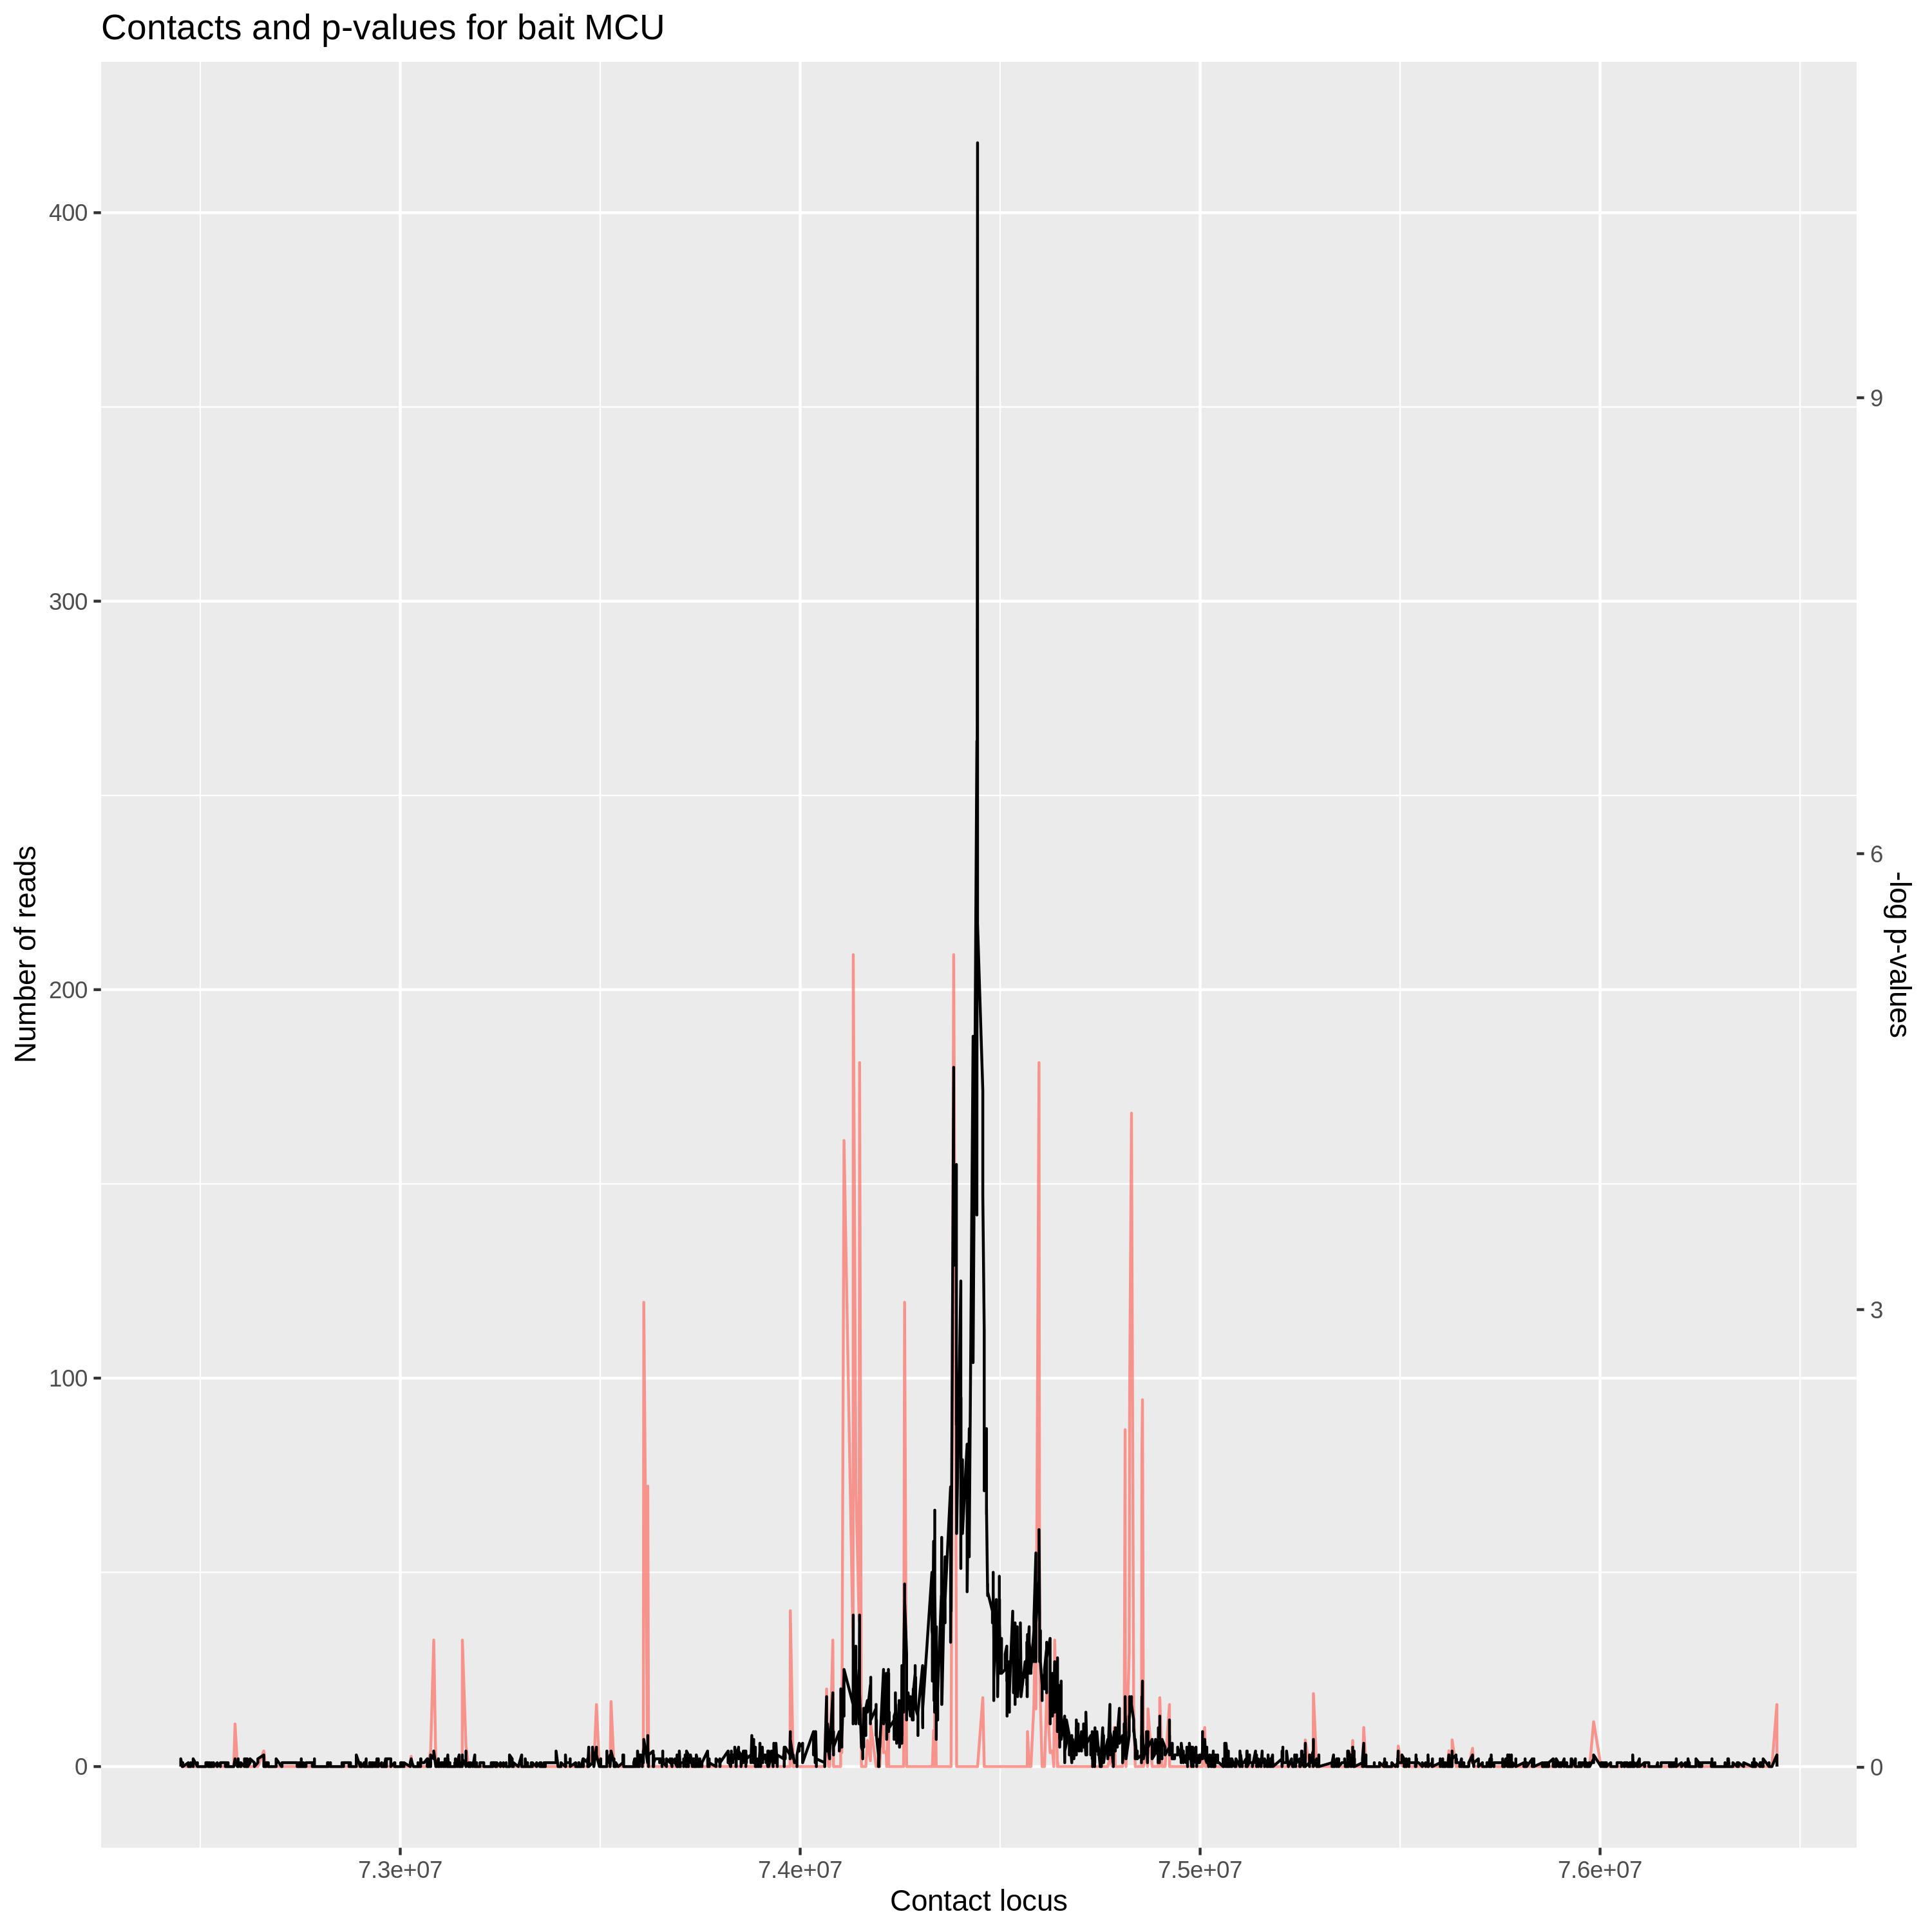 Contacts and p-values for bait MCU
Number of reads
400
300
200
100
0
9
6
3
0
-log p-values
7.3e+07 7.4e+07 7.5e+07 7.6e+07
Contact locus